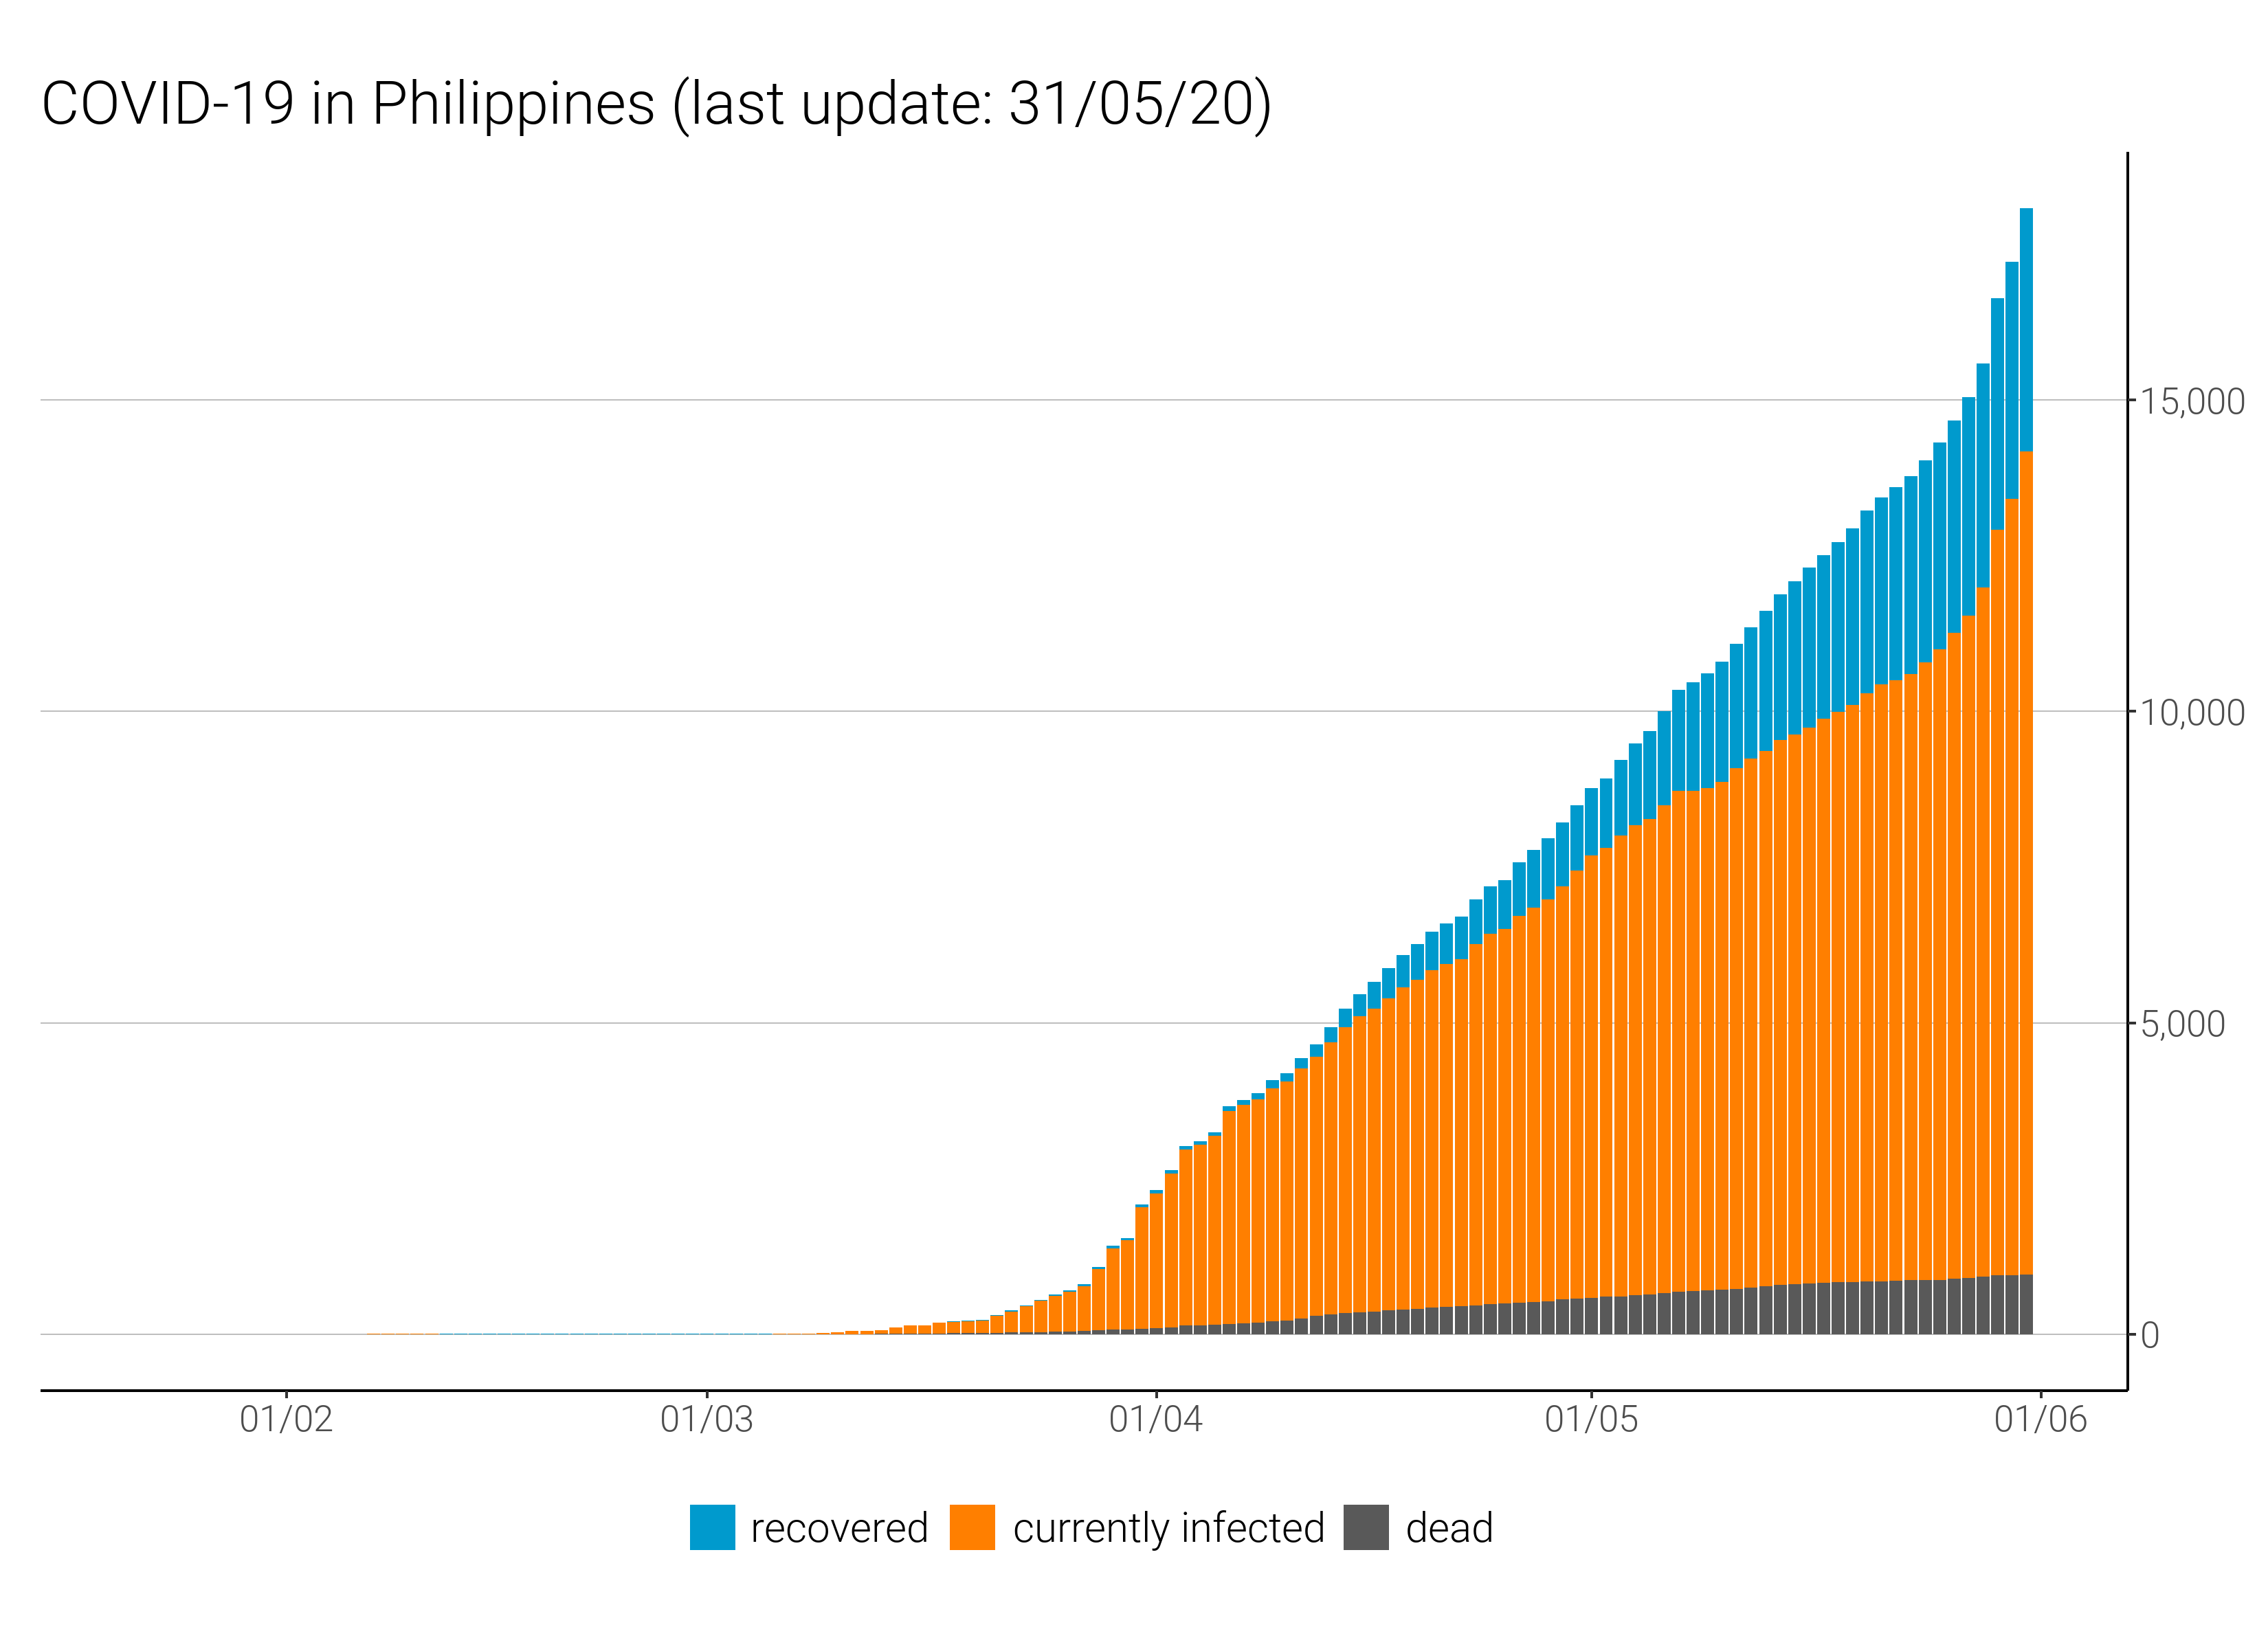 COVID-19 in Philippines (last update: 31/05/20)
15,000
10,000
5,000
0
01/02 01/03 01/04 01/05 01/06
recovered currently infected dead